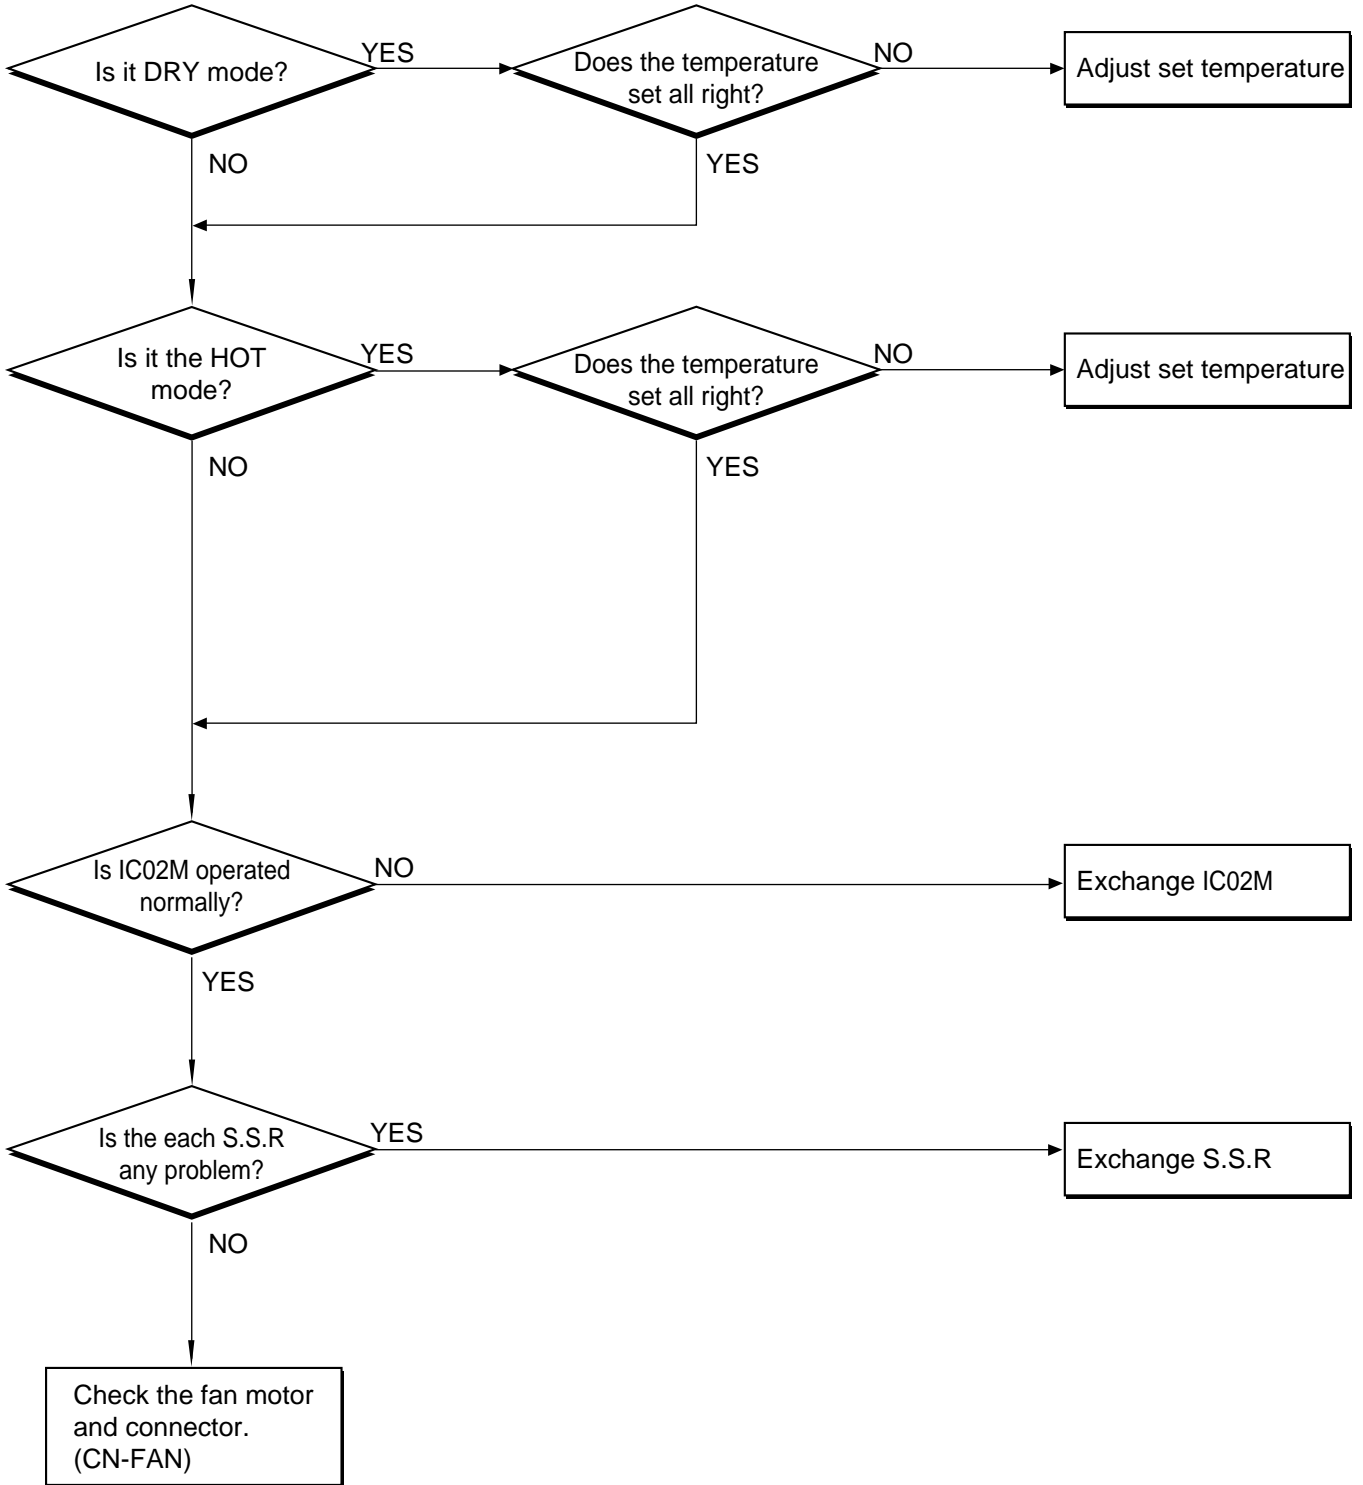 Is it DRY mode?
YES
Does the temperature
set all right?
NO
Adjust set temperature
NO
YES
Is it the HOT
mode?
YES
Does the temperature
set all right?
NO
Adjust set temperature
NO
YES
Is IC02M operated
normally?
NO
Exchange IC02M
YES
Is the each S.S.R
any problem?
YES
Exchange S.S.R
NO
Check the fan motor
and connector.
(CN-FAN)